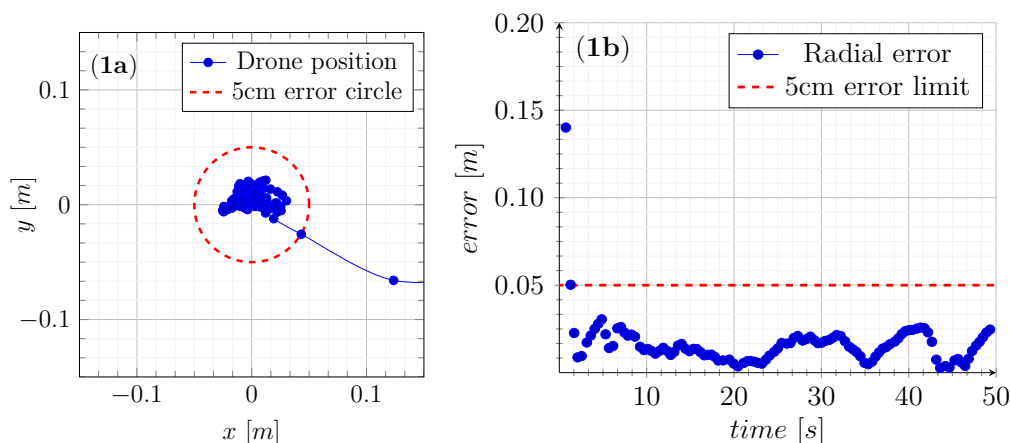 (1a)
Drone position
5cm error circle
0.1
0
−0.1
y [m]
−0.1
0
0.1
x [m]
(1b)
Radial error
5cm error limit
0.20
0.15
0.10
0.05
error [m]
10
20
30
40
50
time [s]